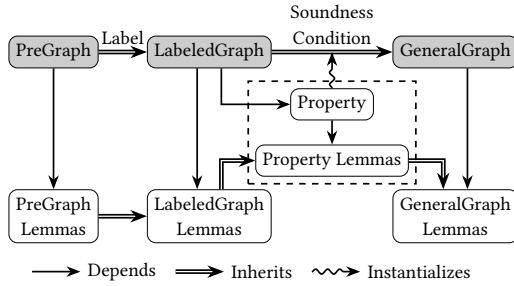 Soundness
Label
Condition
PreGraph
LabeledGraph
GeneralGraph
Property
Property Lemmas
PreGraph
Lemmas
LabeledGraph
Lemmas
GeneralGraph
Lemmas
Depends
Inherits
Instantializes